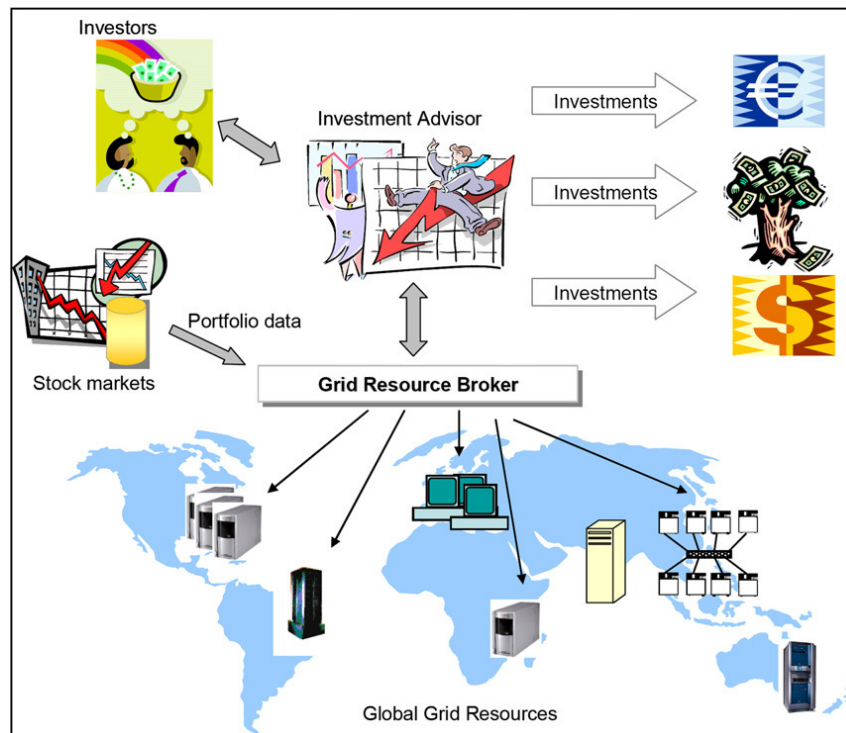 Investors
Investment Advisor
Investments
Investments
Investments
Portfolio data
Stock markets
Grid Resource Broker
Global Grid Resources